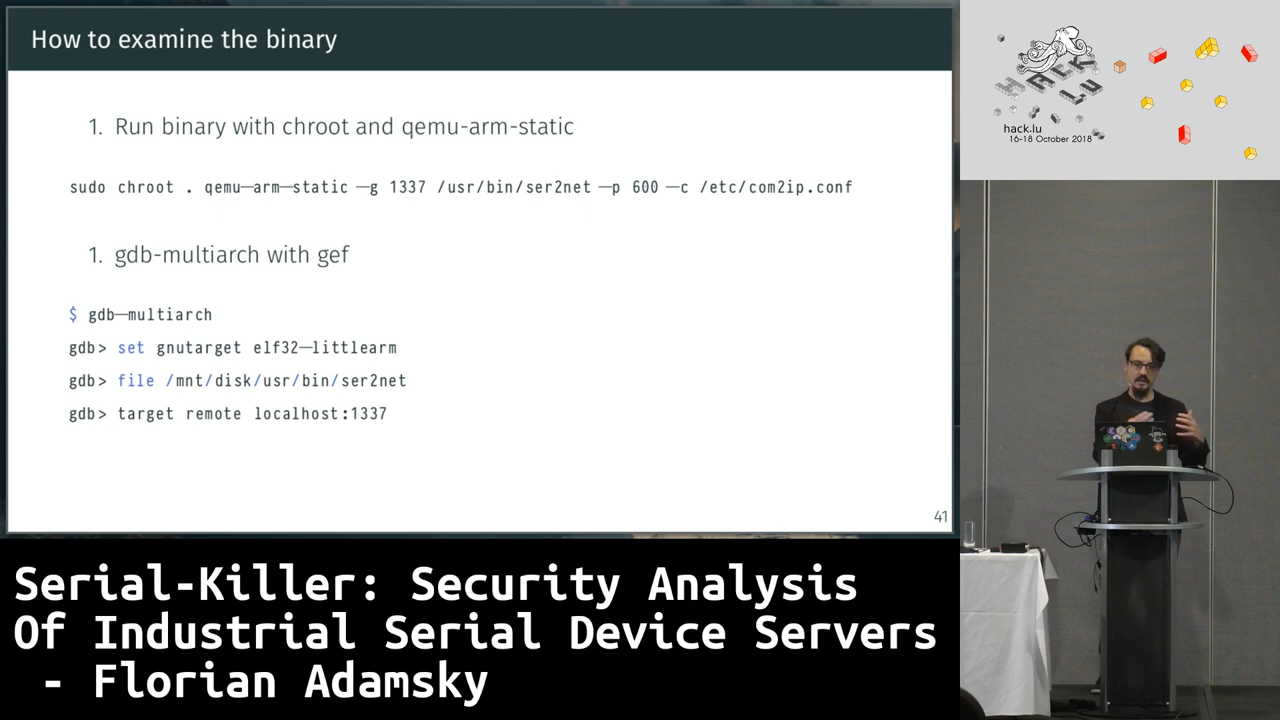 How to examine the binary
1. Run binary with chroot and qemu-arm-static
sudo chroot . qemu—arm—static —g 1337 /usr/bin/ser2net —p 600 —c /etc/com2ip.conf
1. gdb-multiarch with gef
$ gdb—multiarch
gdb> set gnutarget elf32—littlearm
gdb> file /mnt/disk/usr/bin/ser2net
gdb> target remote localhost:1337
41
HACK
LU
hack.lu
16-18 October 2018
Serial-Killer: Security Analysis
Of Industrial Serial Device Servers
- Florian Adamsky